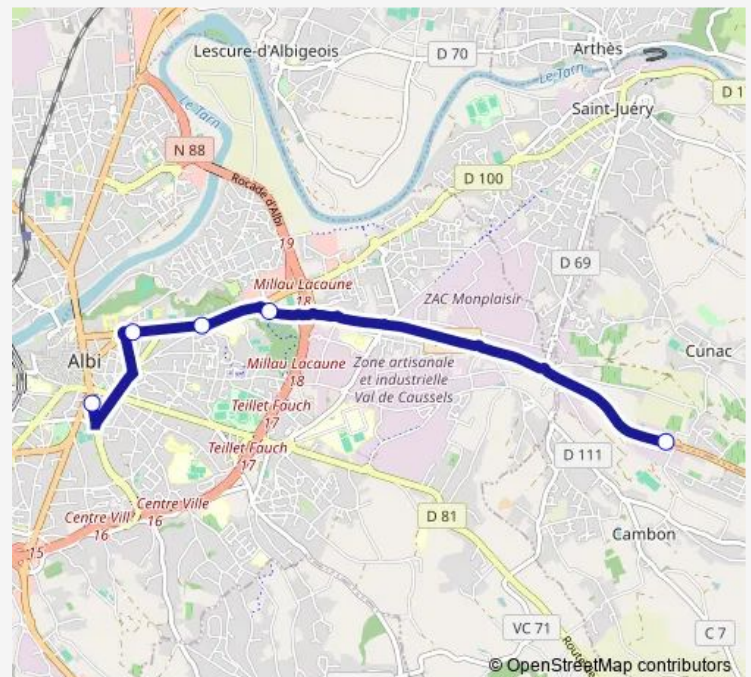 Lescure-d'Albigeois
D 70
Arthès
Le Tarn
D 1
Saint-Juéry
Le Tarn
N 88
Rocade d'Albi
D 100
19
D 69
Millau Lacaune
18
ZAC Monplaisir
Albi
Millau Lacaune
18
Zone artisanale
et industrielle
Val de Caussels
Cunac
Teillet Fauch
17
Teillet Fauch
17
D 111
Centre Vill
16
Centre Ville
16
D 81
15
Cambon
VC 71
C 7
Route
© OpenStreetMap contributors